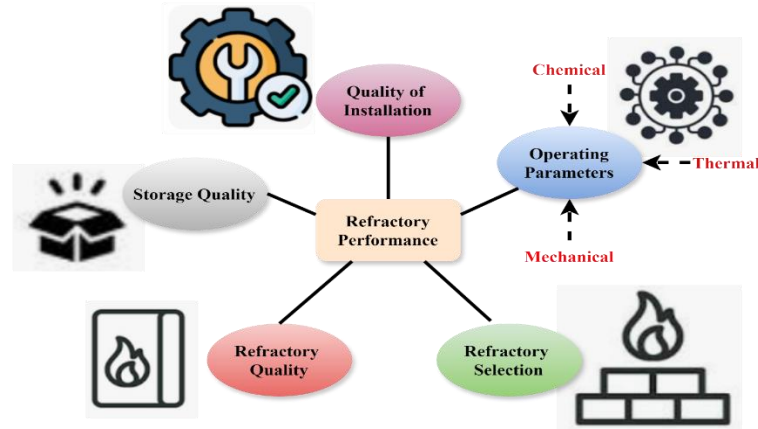 Chemical
Quality of
Installation
Operating
Parameters
Thermal
Storage Quality
Refractory
Performance
Mechanical
Refractory
Quality
Refractory
Selection